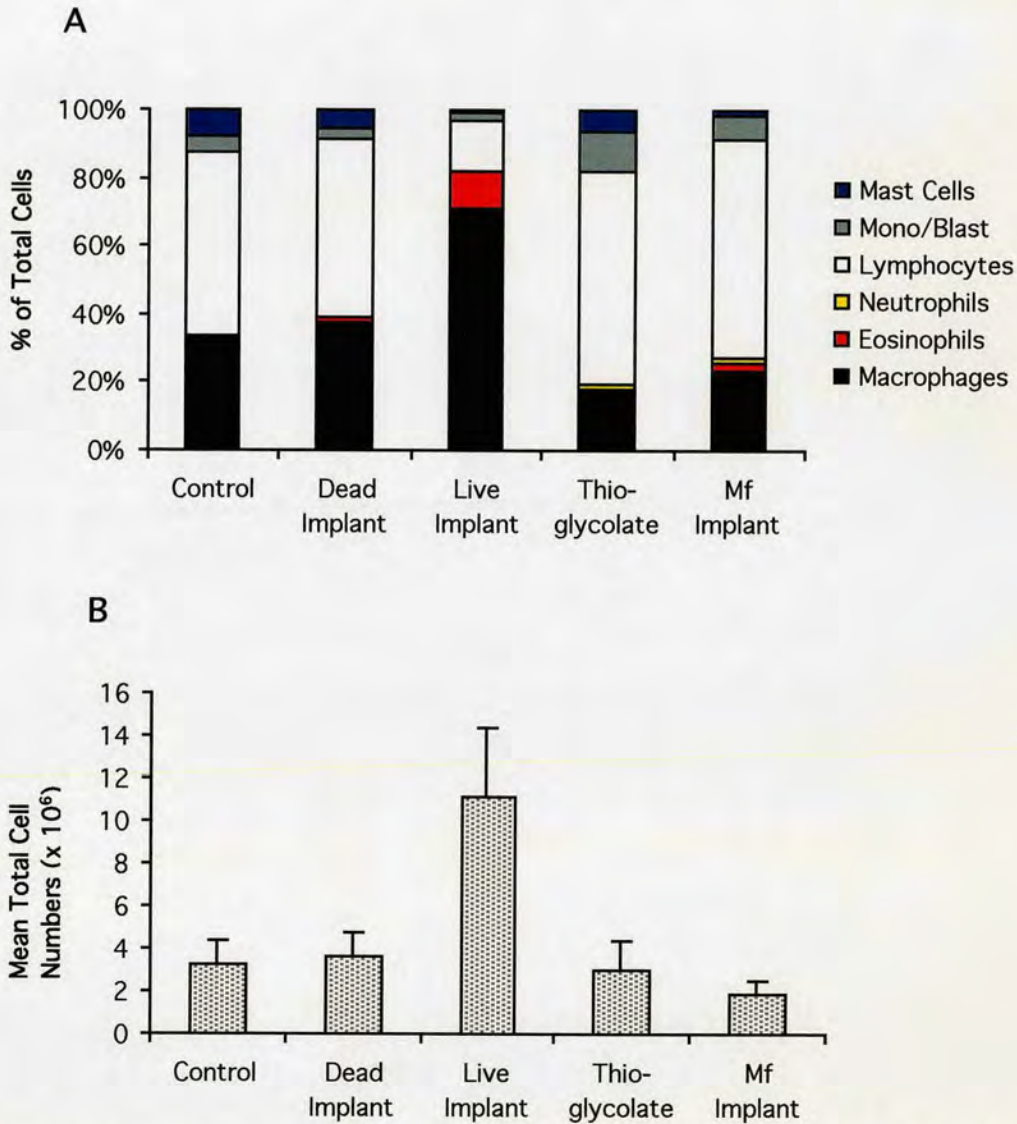 A
% of Total Cells
100%
80%
60%
40%
20%
0%
Control
Dead
Implant
Live
Implant
Thio-
glycolate
Mf
Implant
Mast Cells
Mono/Blast
Lymphocytes
Neutrophils
Eosinophils
Macrophages
B
Mean Total Cell
Numbers (x 10⁶)
16
14
12
10
8
6
4
2
0
Control
Dead
Implant
Live
Implant
Thio-
glycolate
Mf
Implant